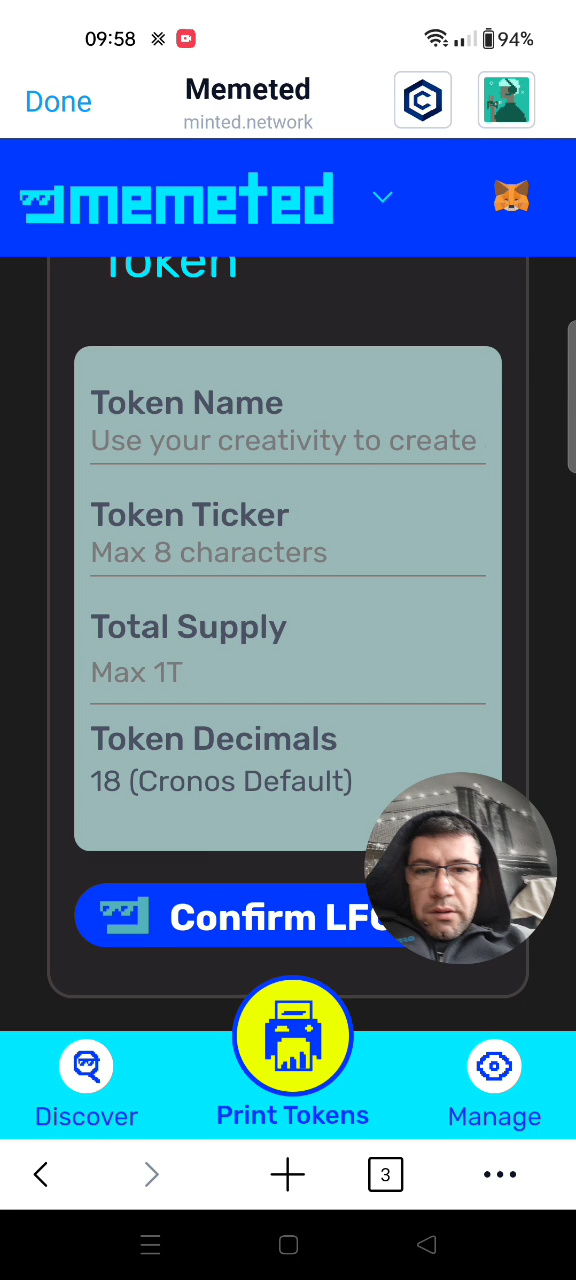 09:58
94%
Done
Memeted
minted.network
memeted
Token
Token Name
Use your creativity to create
Token Ticker
Max 8 characters
Total Supply
Max 1T
Token Decimals
18 (Cronos Default)
Confirm LFG
Discover
Print Tokens
Manage
3